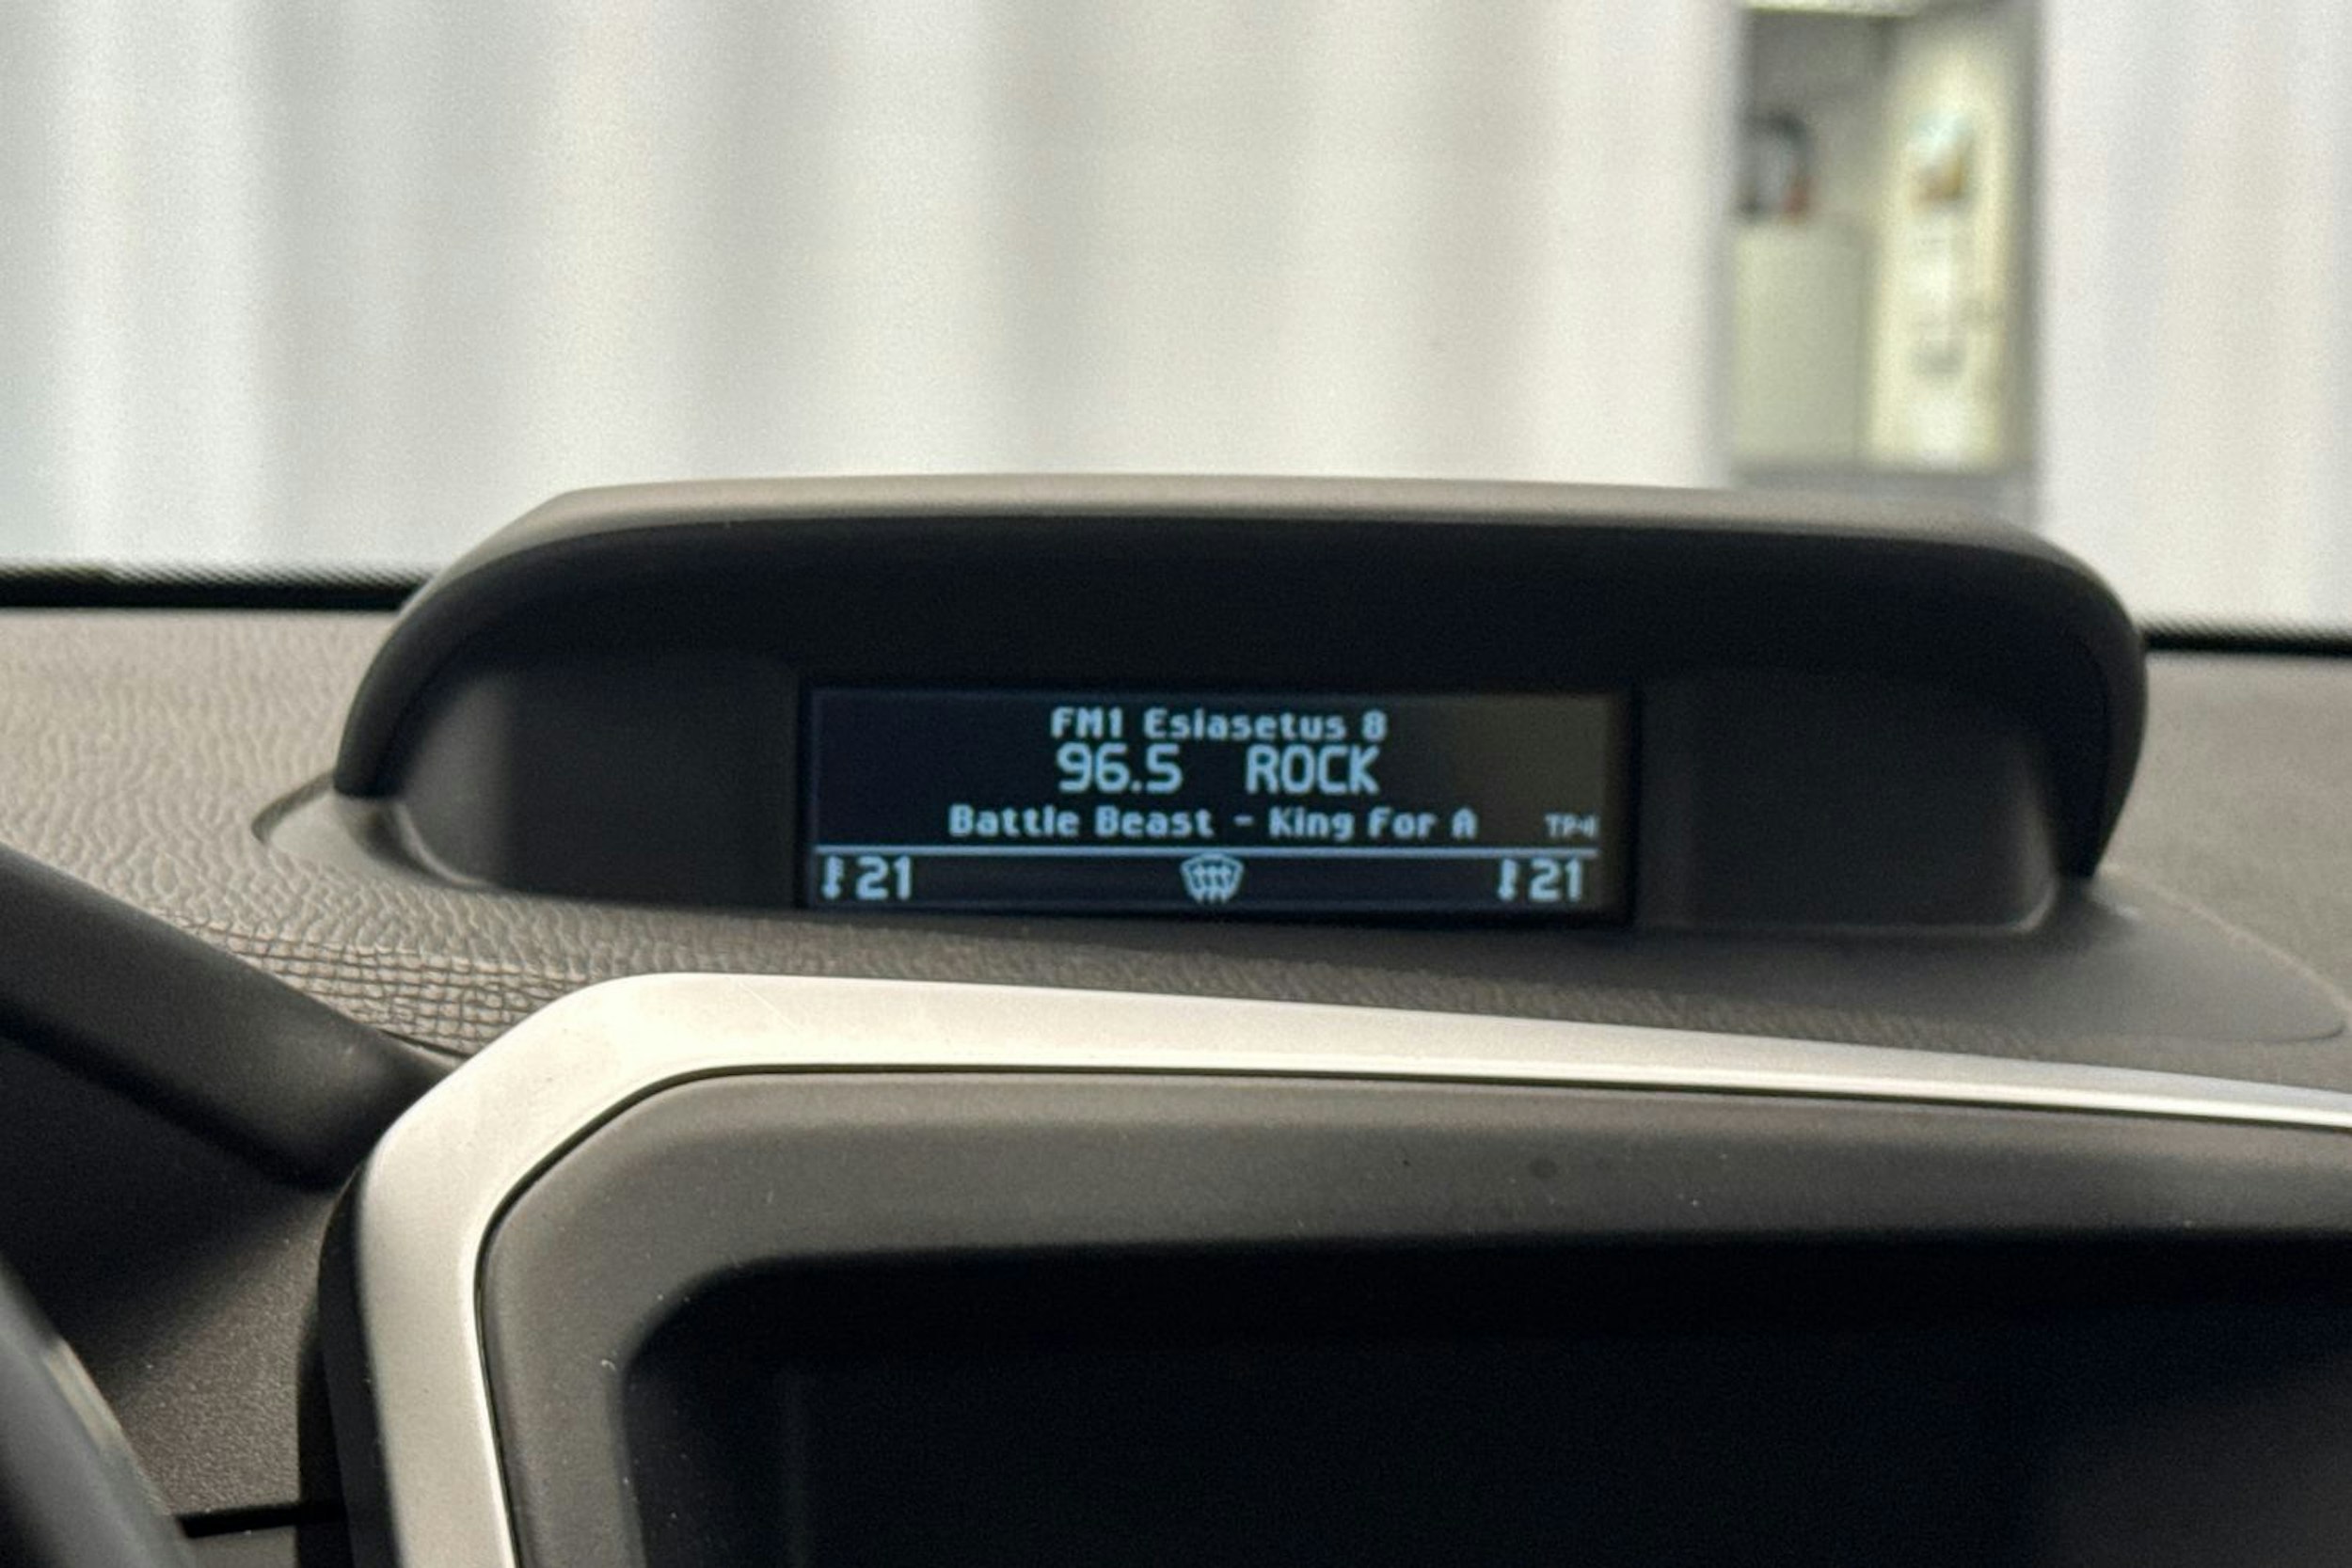 FM1 Esiasetus 8
96.5 ROCK
Battle Beast - King For A
TP
21 21